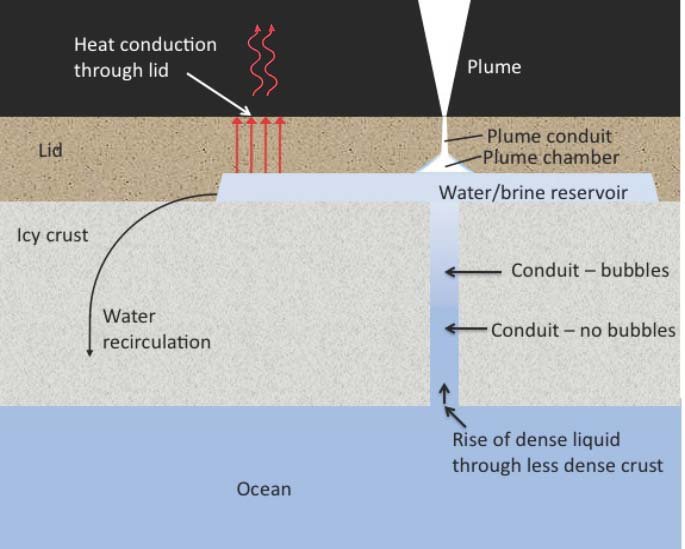 Heat conduction
through lid
Plume
Lid
Plume conduit
Plume chamber
Water/brine reservoir
Icy crust
Conduit – bubbles
Water
recirculation
Conduit – no bubbles
Rise of dense liquid
through less dense crust
Ocean